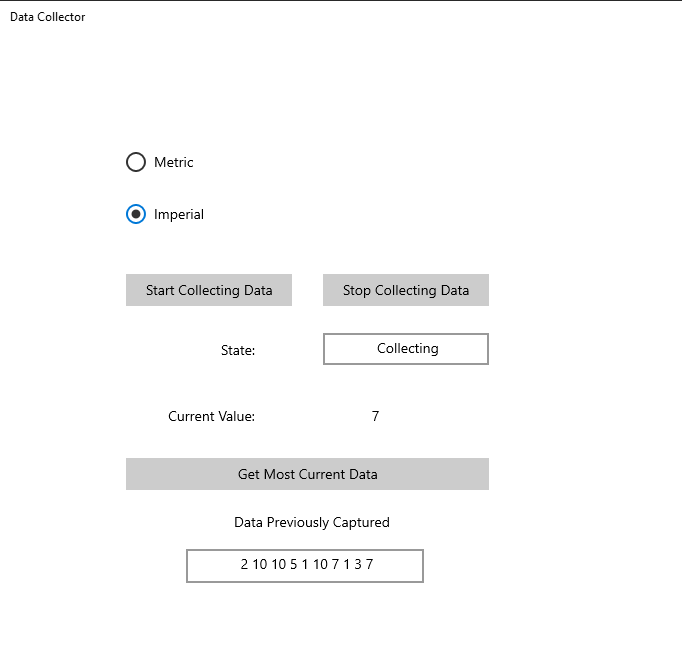 Data Collector
Metric
Imperial
Start Collecting Data
Stop Collecting Data
State:
Collecting
Current Value:
7
Get Most Current Data
Data Previously Captured
2 10 10 5 1 10 7 1 3 7